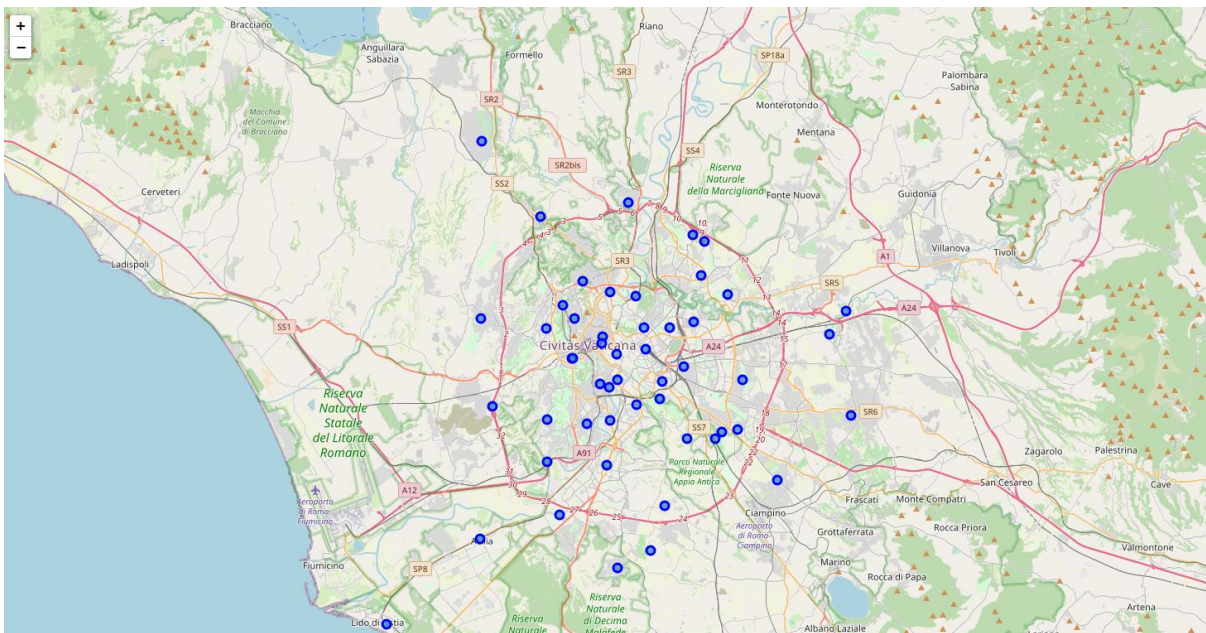 +
−
Bracciano
Anguillara
Sabazia
Formello
Riano
SR3
SP18a
Palombara
Sabina
SR2
Monterotondo
Macchia
del Comune
di Bracciano
Mentana
SS4
SR2bis
Riserva
Naturale
della Marcigliana
SS2
Cerveteri
Fonte Nuova
Guidonia
Villanova
Tivoli
A1
Ladispoli
SR3
SR5
A24
SS1
Civitas Vaticana
A24
Riserva
Naturale
Statale
del Litorale
Romano
SR6
SS7
A91
Parco Naturale
Regionale
Appia Antica
Zagarolo
Palestrina
San Cesareo
Cave
A12
Aeroporto
di Roma
Fiumicino
Ciampino
Frascati
Monte Compatri
Aeroporto
di Roma
Ciampino
Grottaferrata
Rocca Priora
Valmontone
Fiumicino
SP8
Marino
Rocca di Papa
Riserva
Naturale
di Decima
Malafede
Riserva
Naturale
Artena
Albano Laziale